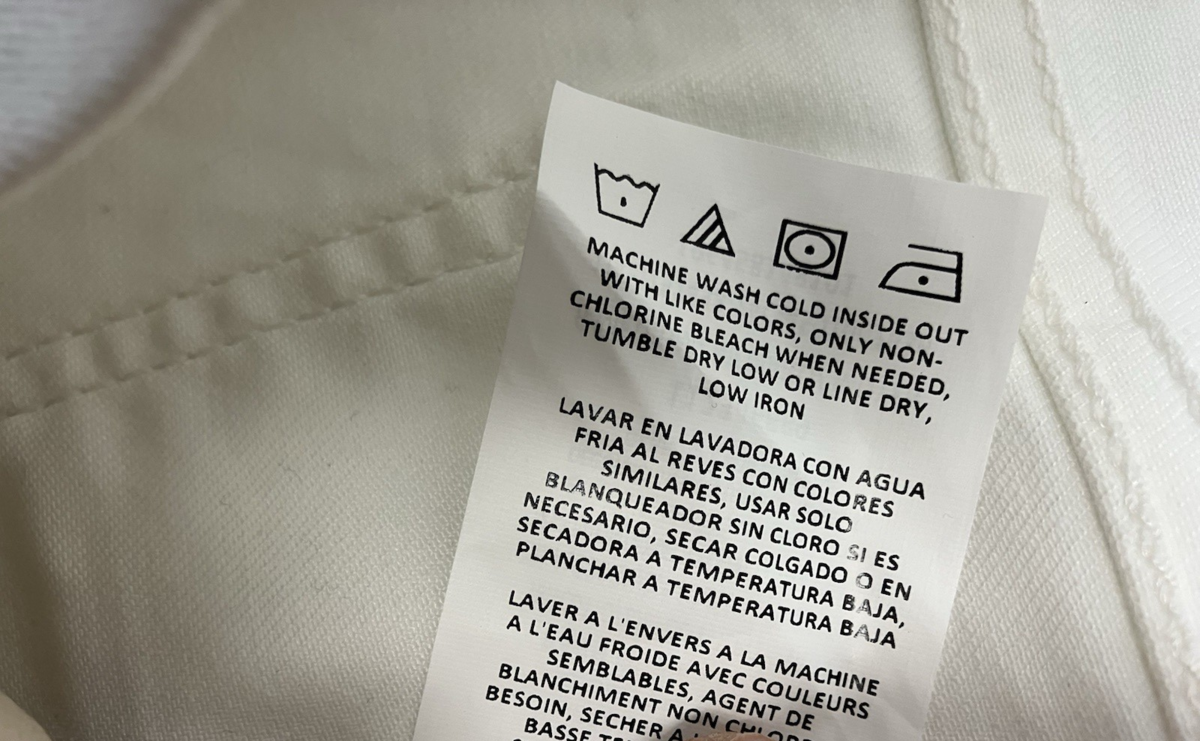 MACHINE WASH COLD INSIDE OUT
WITH LIKE COLORS, ONLY NON-
CHLORINE BLEACH WHEN NEEDED,
TUMBLE DRY LOW OR LINE DRY,
LOW IRON
LAVAR EN LAVADORA CON AGUA
FRIA AL REVES CON COLORES
SIMILARES, USAR SOLO
BLANQUEADOR SIN CLORO SI ES
NECESARIO, SECAR COLGADO O EN
SECADORA A TEMPERATURA BAJA,
PLANCHAR A TEMPERATURA BAJA
LAVER A L'ENVERS A LA MACHINE
A L'EAU FROIDE AVEC COULEURS
SEMBLABLES, AGENT DE
BLANCHIMENT NON
BESOIN, SECHER A
BASSE